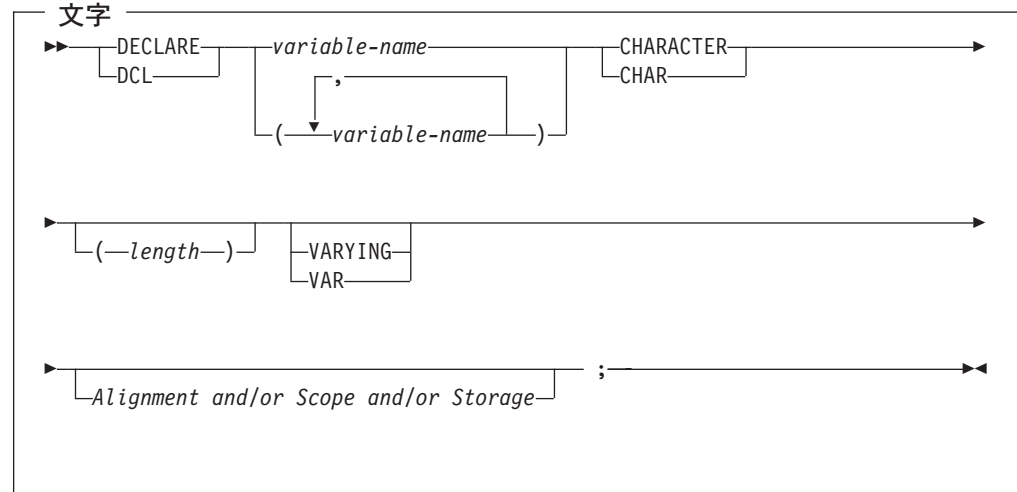 文字
DECLARE variable-name CHARACTER
DCL , CHAR
( variable-name )
( length ) VARYING
VAR
;
Alignment and/or Scope and/or Storage